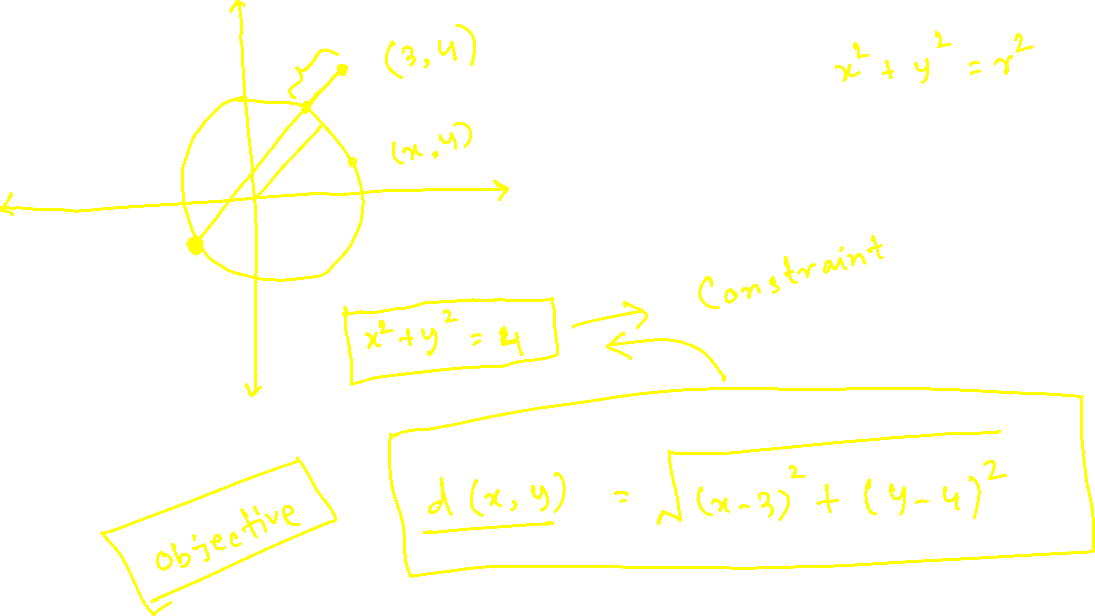 (3,4)
x² + y² = r²
(x,y)
Constraint
x² + y² = 4
d(x,y) = √(x-3)² + (y-4)²
objective